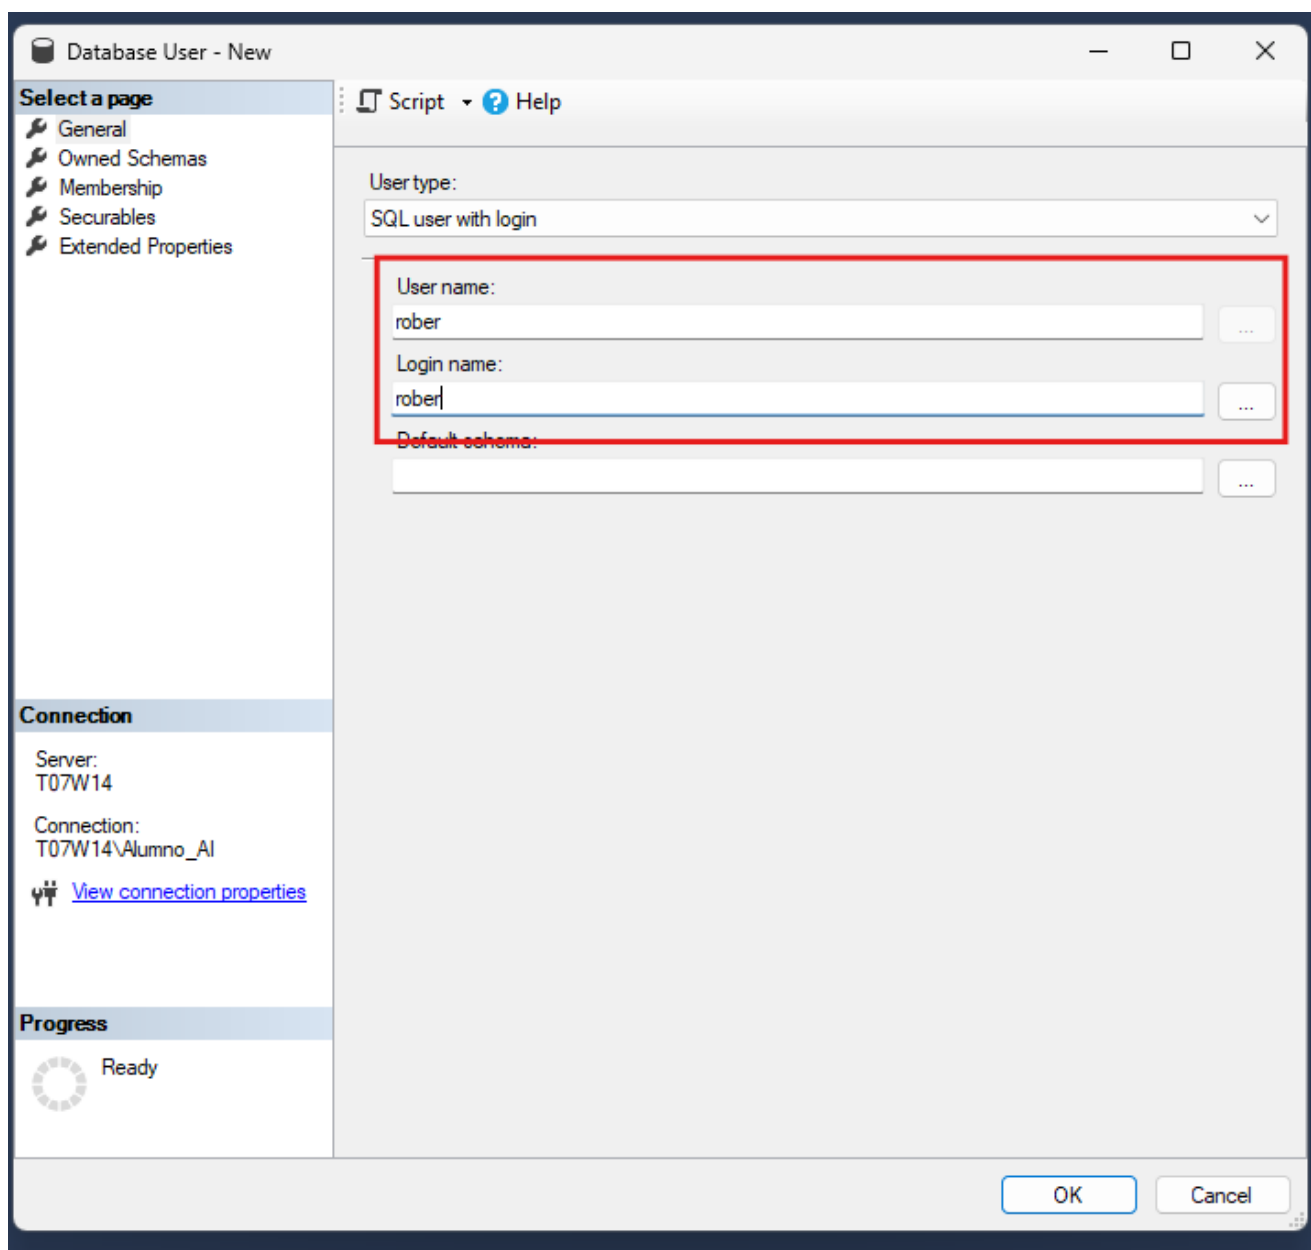 Database User - New
Select a page
General
Owned Schemas
Membership
Securables
Extended Properties
Script
Help
User type:
SQL user with login
User name:
rober
...
Login name:
rober
...
Default schema:
...
Connection
Server:
T07W14
Connection:
T07W14\Alumno_AI
View connection properties
Progress
Ready
OK
Cancel